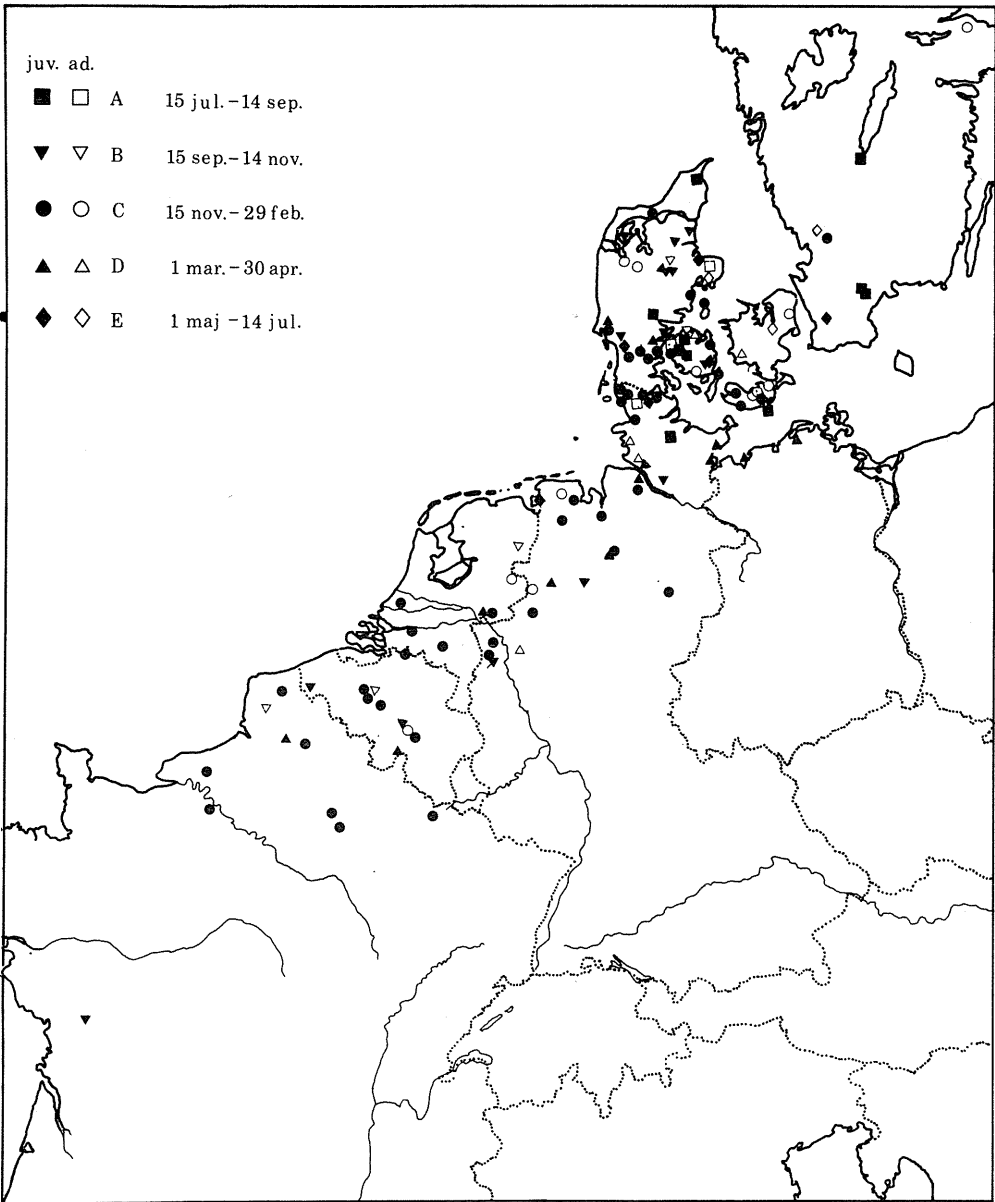 juv. ad.
A 15 jul.-14 sep.
B 15 sep.-14 nov.
C 15 nov.-29 feb.
D 1 mar.-30 apr.
E 1 maj -14 jul.